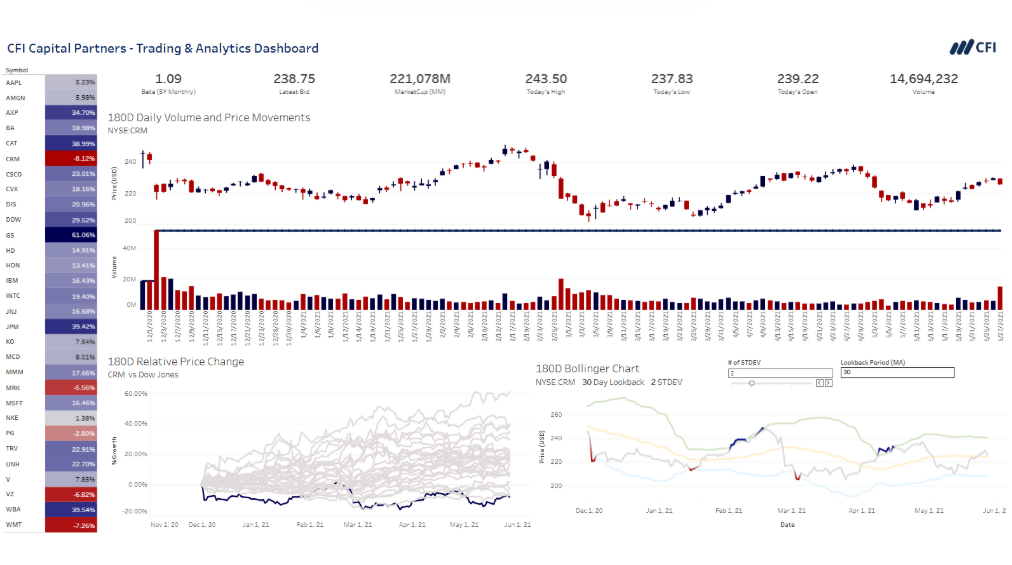 CFI Capital Partners - Trading & Analytics Dashboard
CFI
Symbol
AAPL 5.23%
AMGN 5.98%
AXP 34.70%
BA 18.98%
CAT 38.99%
CRM -8.12%
CSCO 23.01%
CVX 18.16%
DIS 20.96%
DOW 29.52%
GS 61.06%
HD 14.91%
HON 13.41%
IBM 16.43%
INTC 19.40%
JNJ 16.68%
JPM 39.42%
KO 7.64%
MCD 8.01%
MMM 17.66%
MRK -5.56%
MSFT 16.46%
NKE 1.38%
PG -2.80%
TRV 22.91%
UNH 22.70%
V 7.85%
VZ -6.82%
WBA 39.54%
WMT -7.26%
1.09 238.75 221,078M 243.50 237.83 239.22 14,694,232
Beta (5Y Monthly) Latest Bid MarketCup (MM) Today's High Today's Low Today's Open Volume
180D Daily Volume and Price Movements
NYSE:CRM
Price (USD)
240
220
200
Volume
40M
20M
0M
180D Relative Price Change
CRM vs Dow Jones
%Growth
60.00%
40.00%
20.00%
0.00%
-20.00%
Nov 1, 20 Dec 1, 20 Jan 1, 21 Feb 1, 21 Mar 1, 21 Apr 1, 21 May 1, 21 Jun 1, 21
180D Bollinger Chart
NYSE:CRM 30 Day Lookback 2 STDEV
# of STDEV
2
Lookback Period (MA)
30
Price (USD)
260
240
220
200
Dec 1, 20 Jan 1, 21 Feb 1, 21 Mar 1, 21 Apr 1, 21 May 1, 21 Jun 1, 2
Date